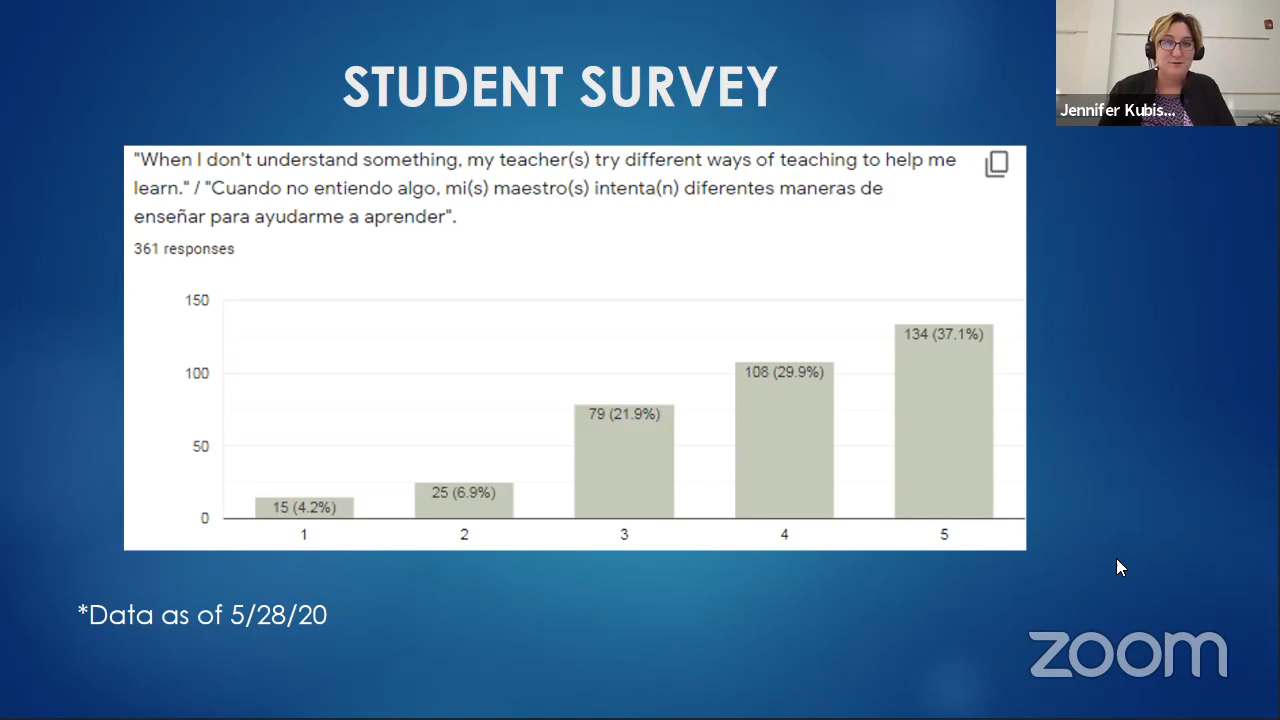 STUDENT SURVEY
Jennifer Kubis...
"When I don't understand something, my teacher(s) try different ways of teaching to help me
learn." / "Cuando no entiendo algo, mi(s) maestro(s) intenta(n) diferentes maneras de
enseñar para ayudarme a aprender".
361 responses
150
100
50
0
15 (4.2%)
25 (6.9%)
79 (21.9%)
108 (29.9%)
134 (37.1%)
1
2
3
4
5
*Data as of 5/28/20
zoom